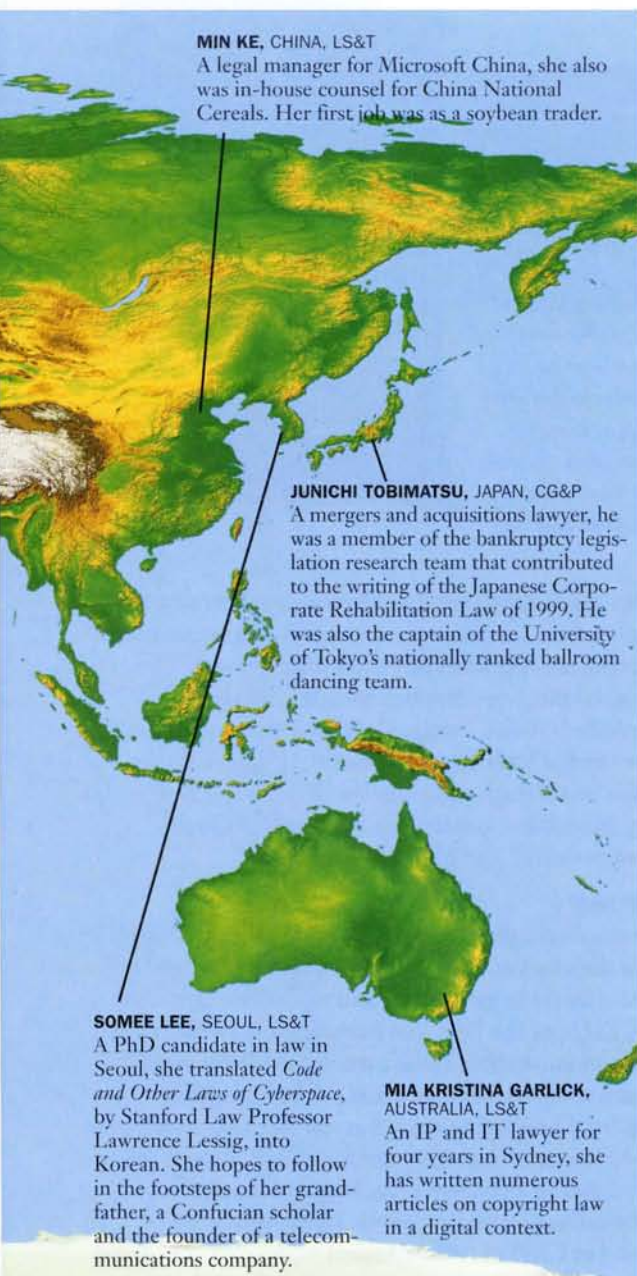 MIN KE, CHINA, LS&T
A legal manager for Microsoft China, she also
was in-house counsel for China National
Cereals. Her first job was as a soybean trader.
JUNICHI TOBIMATSU, JAPAN, CG&P
A mergers and acquisitions lawyer, he
was a member of the bankruptcy legis-
lation research team that contributed
to the writing of the Japanese Corpo-
rate Rehabilitation Law of 1999. He
was also the captain of the University
of Tokyo's nationally ranked ballroom
dancing team.
SOMEE LEE, SEOUL, LS&T
A PhD candidate in law in
Seoul, she translated Code
and Other Laws of Cyberspace,
by Stanford Law Professor
Lawrence Lessig, into
Korean. She hopes to follow
in the footsteps of her grand-
father, a Confucian scholar
and the founder of a telecom-
munications company.
MIA KRISTINA GARLICK,
AUSTRALIA, LS&T
An IP and IT lawyer for
four years in Sydney, she
has written numerous
articles on copyright law
in a digital context.